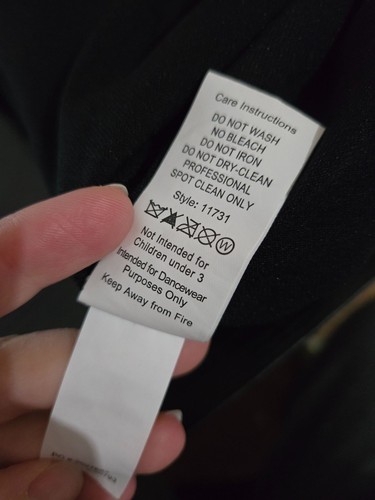 Care Instructions
DO NOT WASH
NO BLEACH
DO NOT IRON
DO NOT DRY-CLEAN
PROFESSIONAL
SPOT CLEAN ONLY
Style: 11731
W
Not Intended for
Children under 3
Intended for Dancewear
Purposes Only
Keep Away from Fire